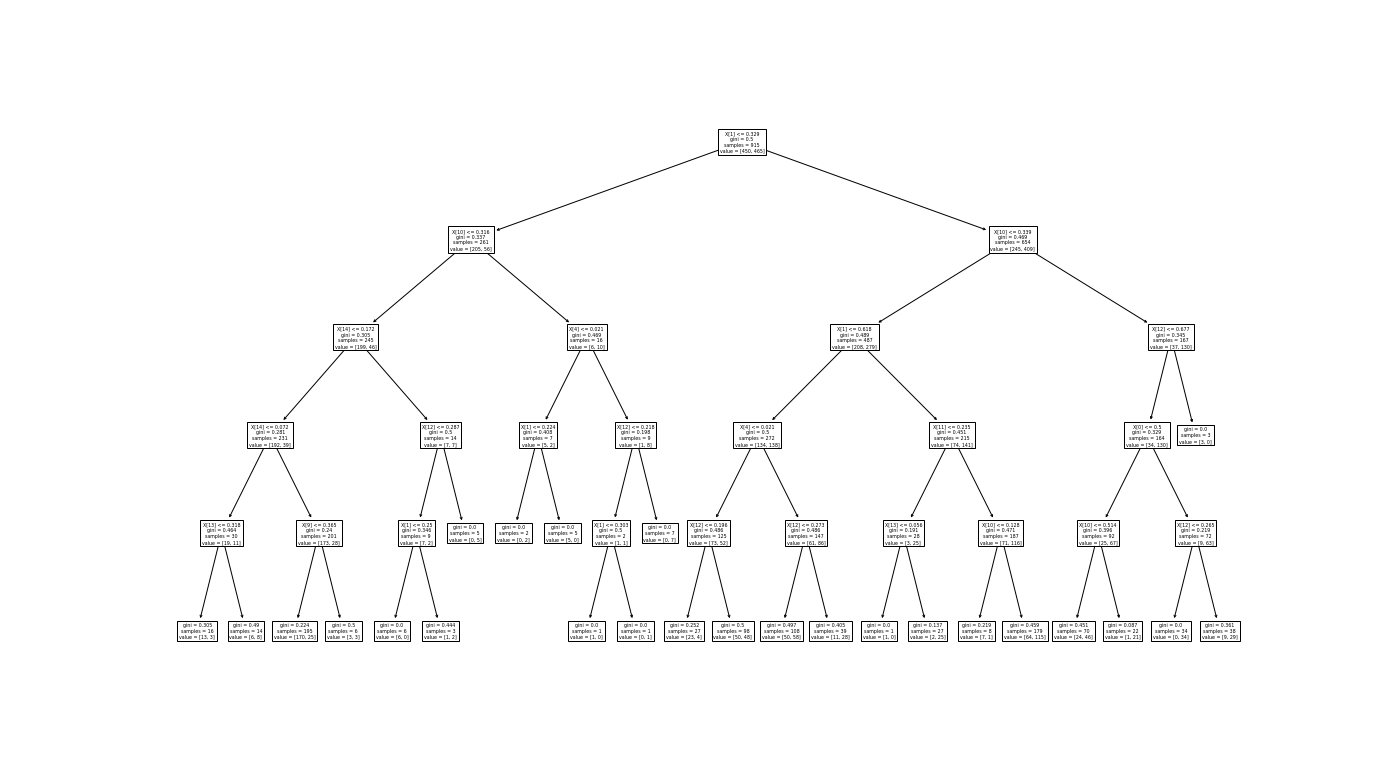 X[1] <= 0.329
gini = 0.5
samples = 915
value = [450, 465]
X[10] <= 0.316
gini = 0.337
samples = 261
value = [205, 56]
X[10] <= 0.339
gini = 0.469
samples = 654
value = [245, 409]
X[14] <= 0.172
gini = 0.305
samples = 245
value = [199, 46]
X[4] <= 0.021
gini = 0.469
samples = 16
value = [6, 10]
X[1] <= 0.618
gini = 0.489
samples = 487
value = [208, 279]
X[12] <= 0.677
gini = 0.345
samples = 167
value = [37, 130]
X[14] <= 0.072
gini = 0.281
samples = 231
value = [192, 39]
X[12] <= 0.287
gini = 0.5
samples = 14
value = [7, 7]
X[1] <= 0.224
gini = 0.408
samples = 7
value = [5, 2]
X[12] <= 0.218
gini = 0.198
samples = 9
value = [1, 8]
X[4] <= 0.021
gini = 0.5
samples = 272
value = [134, 138]
X[11] <= 0.235
gini = 0.451
samples = 215
value = [74, 141]
X[0] <= 0.5
gini = 0.329
samples = 164
value = [34, 130]
gini = 0.0
samples = 3
value = [3, 0]
X[13] <= 0.318
gini = 0.464
samples = 30
value = [19, 11]
X[9] <= 0.365
gini = 0.24
samples = 201
value = [173, 28]
X[1] <= 0.25
gini = 0.346
samples = 9
value = [7, 2]
gini = 0.0
samples = 5
value = [0, 5]
gini = 0.0
samples = 2
value = [0, 2]
gini = 0.0
samples = 5
value = [5, 0]
X[1] <= 0.303
gini = 0.5
samples = 2
value = [1, 1]
gini = 0.0
samples = 7
value = [0, 7]
X[12] <= 0.196
gini = 0.486
samples = 125
value = [73, 52]
X[12] <= 0.273
gini = 0.486
samples = 147
value = [61, 86]
X[13] <= 0.056
gini = 0.191
samples = 28
value = [3, 25]
X[10] <= 0.128
gini = 0.471
samples = 187
value = [71, 116]
X[10] <= 0.514
gini = 0.396
samples = 92
value = [25, 67]
X[12] <= 0.265
gini = 0.219
samples = 72
value = [9, 63]
gini = 0.305
samples = 16
value = [13, 3]
gini = 0.49
samples = 14
value = [6, 8]
gini = 0.224
samples = 195
value = [170, 25]
gini = 0.5
samples = 6
value = [3, 3]
gini = 0.0
samples = 6
value = [6, 0]
gini = 0.444
samples = 3
value = [1, 2]
gini = 0.0
samples = 1
value = [1, 0]
gini = 0.0
samples = 1
value = [0, 1]
gini = 0.252
samples = 27
value = [23, 4]
gini = 0.5
samples = 98
value = [50, 48]
gini = 0.497
samples = 108
value = [50, 58]
gini = 0.405
samples = 39
value = [11, 28]
gini = 0.0
samples = 1
value = [1, 0]
gini = 0.137
samples = 27
value = [2, 25]
gini = 0.219
samples = 8
value = [7, 1]
gini = 0.459
samples = 179
value = [64, 115]
gini = 0.451
samples = 70
value = [24, 46]
gini = 0.087
samples = 22
value = [1, 21]
gini = 0.0
samples = 34
value = [0, 34]
gini = 0.361
samples = 38
value = [9, 29]